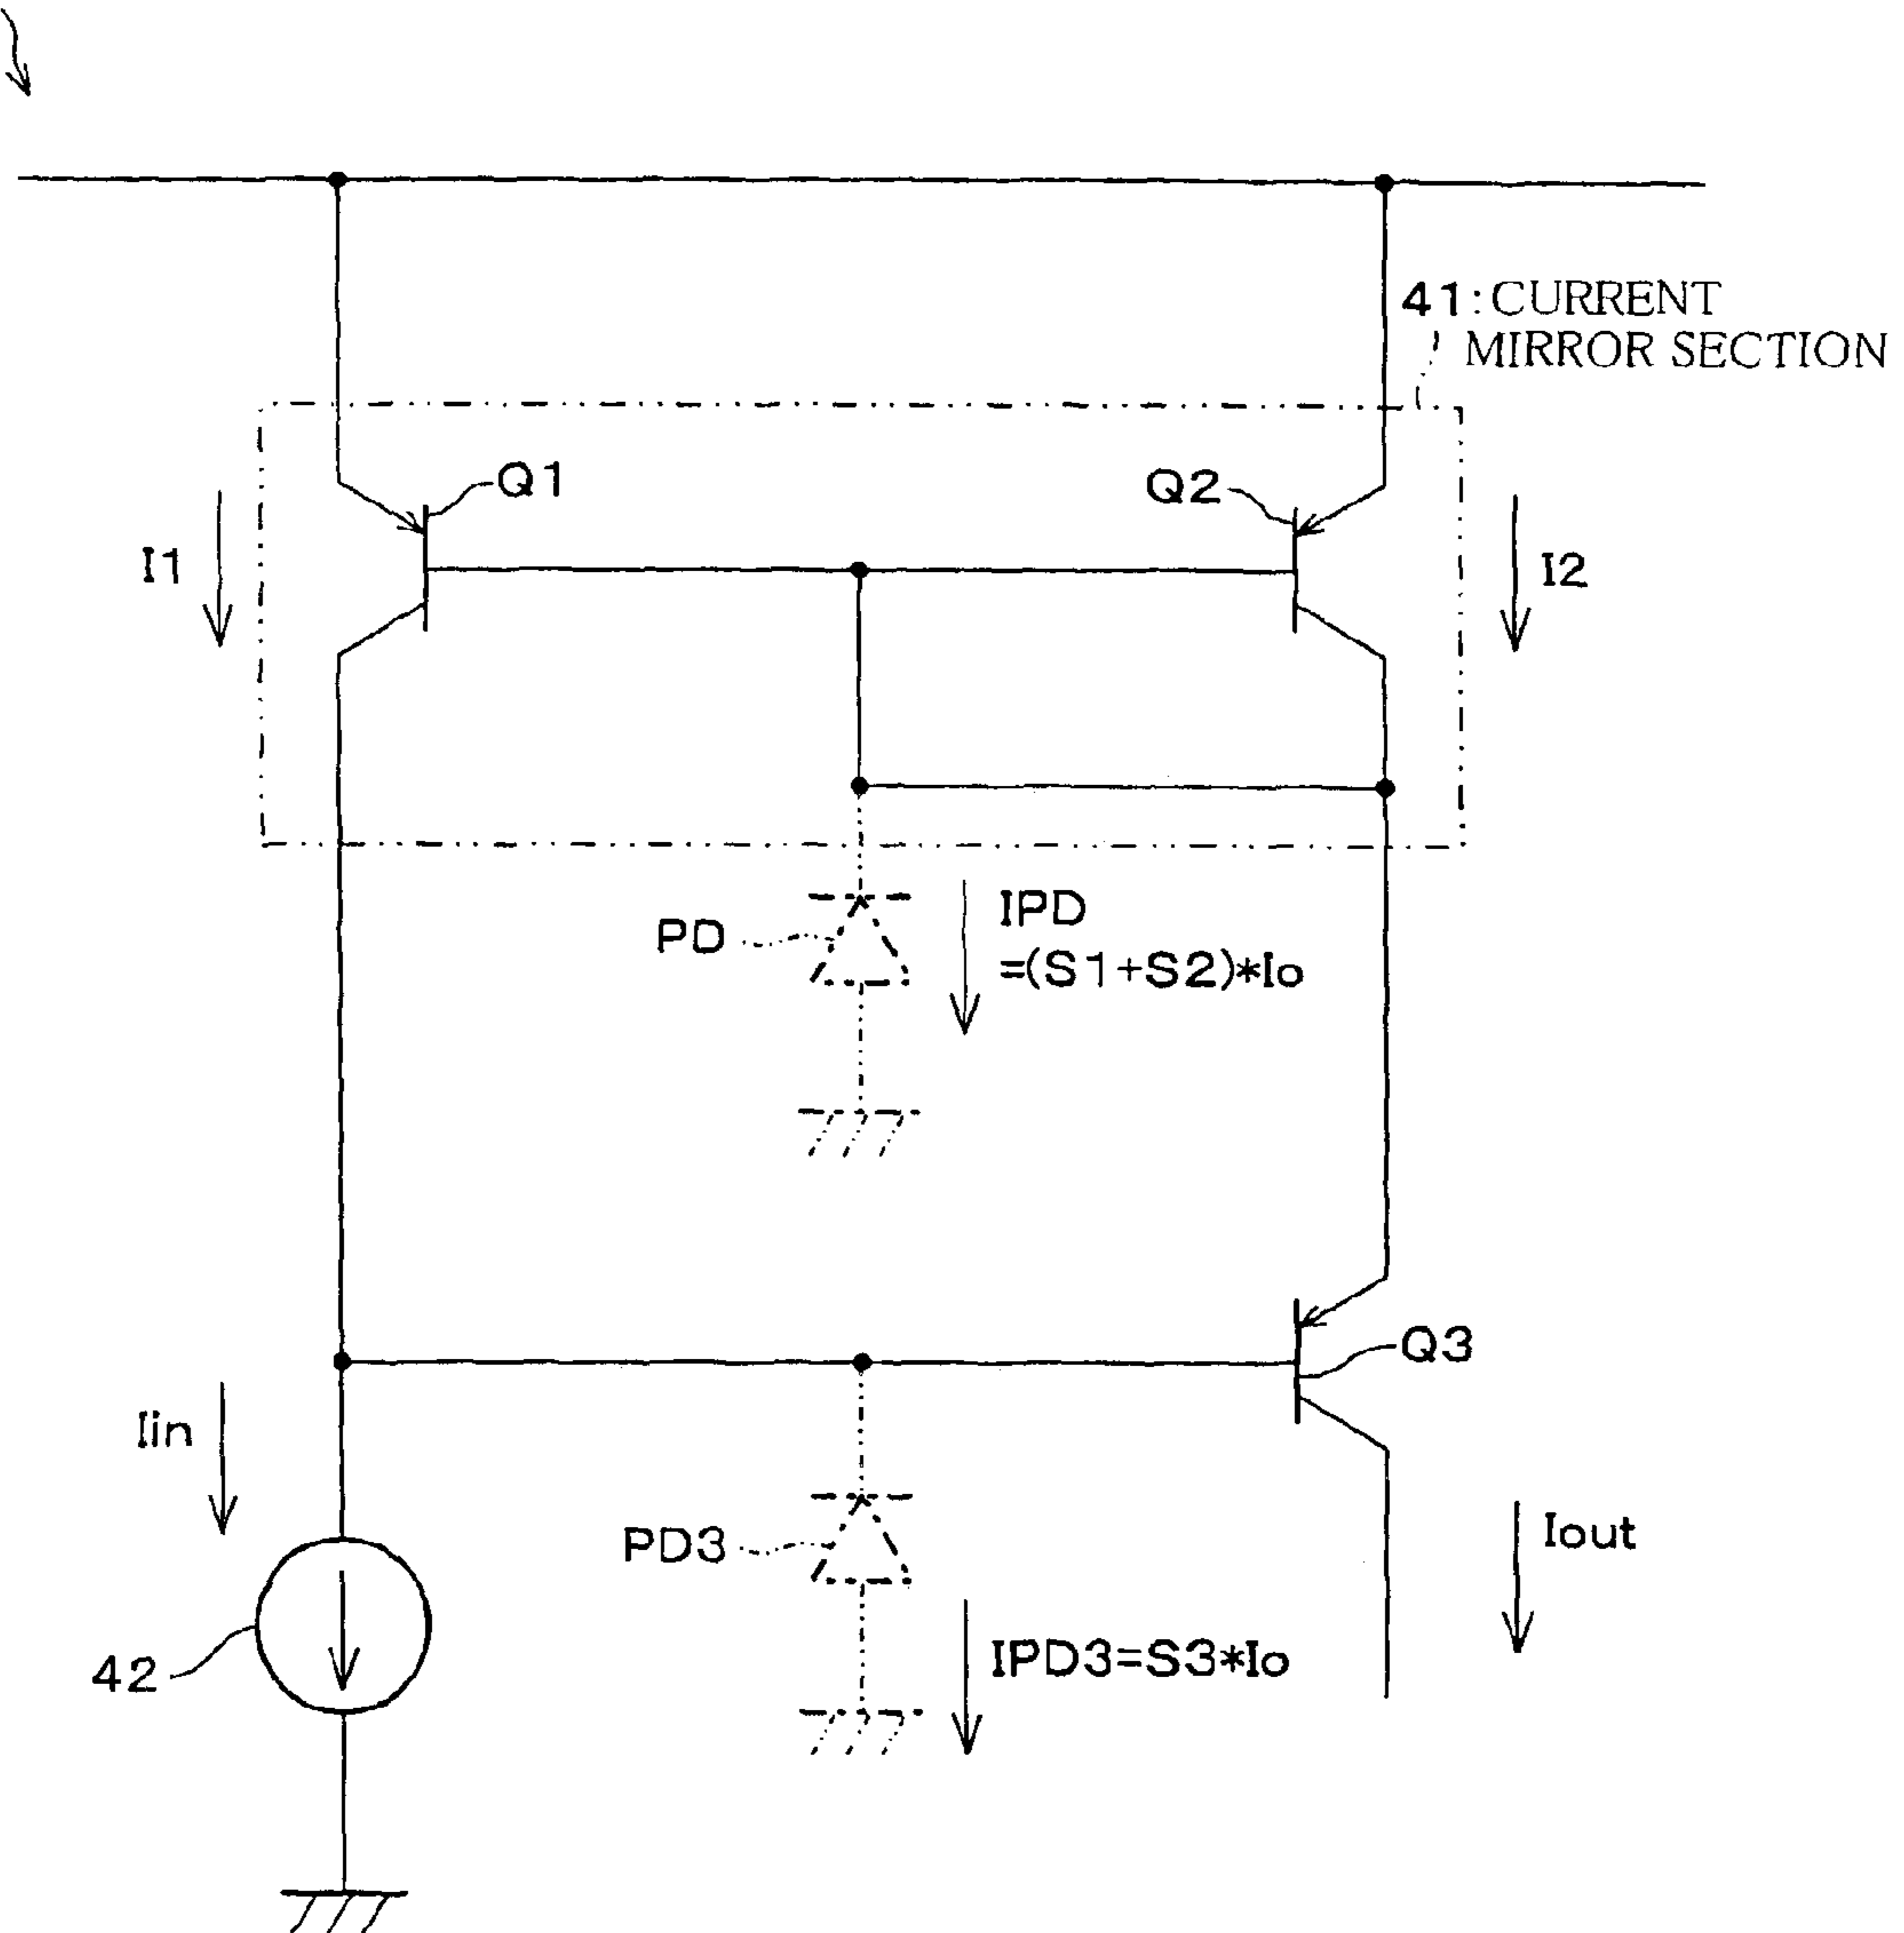 41: CURRENT
MIRROR SECTION
Q1
Q2
I1
I2
PD
IPD
=(S1+S2)*Io
Q3
Iin
PD3
Iout
42
IPD3=S3*Io